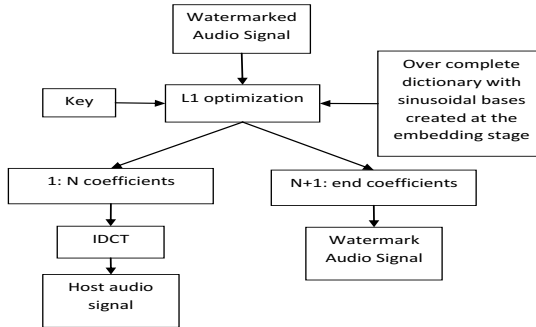 Watermarked
Audio Signal
Over complete
dictionary with
sinusoidal bases
created at the
embedding stage
Key
L1 optimization
1: N coefficients
N+1: end coefficients
IDCT
Watermark
Audio Signal
Host audio
signal